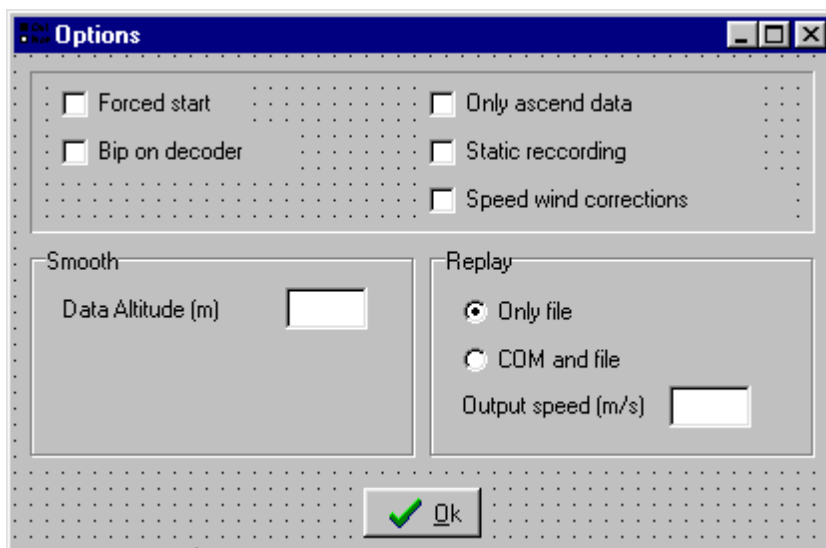 Options
Forced start
Only ascend data
Bip on decoder
Static reccording
Speed wind corrections
Smooth
Data Altitude (m)
Replay
Only file
COM and file
Output speed (m/s)
Ok